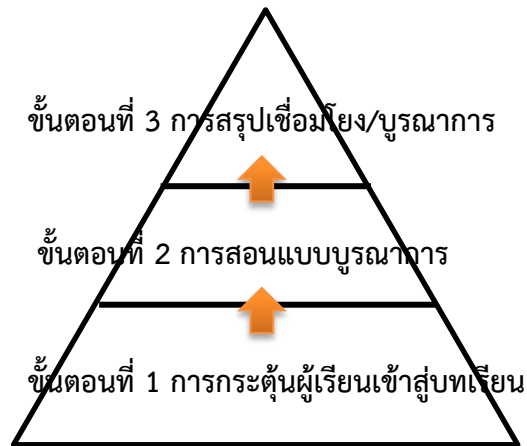 ขั้นตอนที่ 3 การสรุปเชื่อมโยง/บูรณาการ
ขั้นตอนที่ 2 การสอนแบบบูรณาการ
ขั้นตอนที่ 1 การกระตุ้นผู้เรียนเข้าสู่บทเรียน